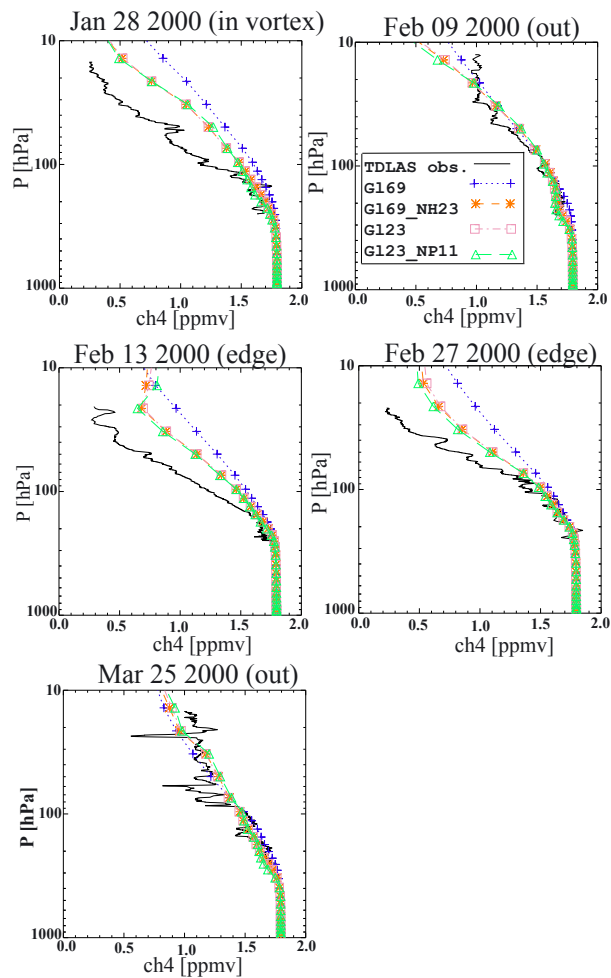 Jan 28 2000 (in vortex)
10
100
1000
P [hPa]
0.0 0.5 1.0 1.5 2.0
ch4 [ppmv]
Feb 09 2000 (out)
10
100
1000
P [hPa]
TDLAS obs.
Gl69
Gl69_NH23
Gl23
Gl23_NP11
0.0 0.5 1.0 1.5 2.0
ch4 [ppmv]
Feb 13 2000 (edge)
10
100
1000
P [hPa]
0.0 0.5 1.0 1.5 2.0
ch4 [ppmv]
Feb 27 2000 (edge)
10
100
1000
P [hPa]
0.0 0.5 1.0 1.5 2.0
ch4 [ppmv]
Mar 25 2000 (out)
10
100
1000
P [hPa]
0.0 0.5 1.0 1.5 2.0
ch4 [ppmv]